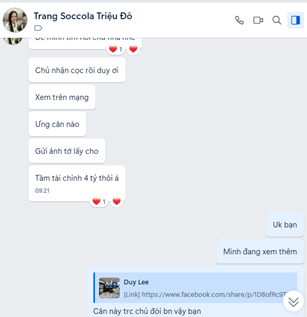 Trang Soccola Triệu Đô
❤ 1 ❤
Chủ nhận cọc rồi duy ơi
Xem trên mạng
Ưng căn nào
Gửi ảnh tớ lấy cho
Tầm tài chính 4 tỷ thôi á
09:21
❤ 1 ❤
Uk bạn
Mình đang xem thêm
Duy Lee
[Link] https://www.facebook.com/share/p/1D8ofRc9
Căn này trc chủ đòi bn vậy bạn